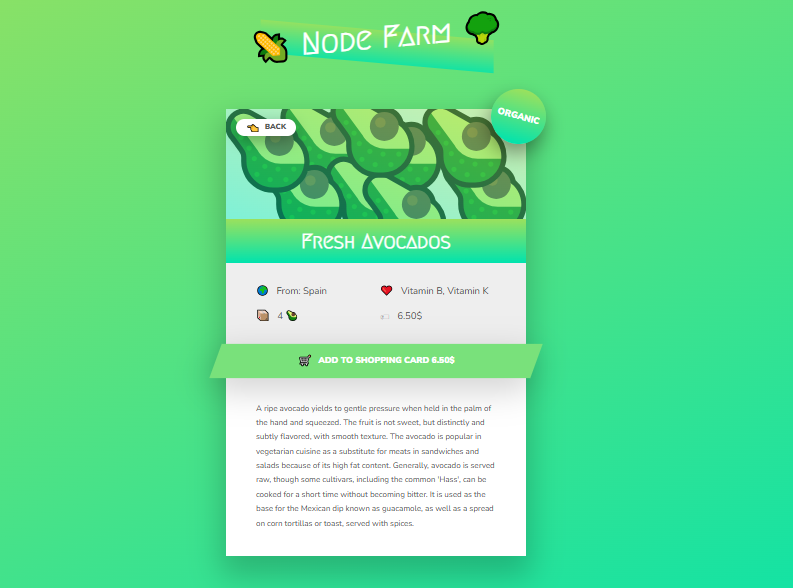 Node Farm
BACK
ORGANIC
Fresh Avocados
From: Spain
Vitamin B, Vitamin K
4
6.50$
ADD TO SHOPPING CARD 6.50$
A ripe avocado yields to gentle pressure when held in the palm of
the hand and squeezed. The fruit is not sweet, but distinctly and
subtly flavored, with smooth texture. The avocado is popular in
vegetarian cuisine as a substitute for meats in sandwiches and
salads because of its high fat content. Generally, avocado is served
raw, though some cultivars, including the common 'Hass', can be
cooked for a short time without becoming bitter. It is used as the
base for the Mexican dip known as guacamole, as well as a spread
on corn tortillas or toast, served with spices.